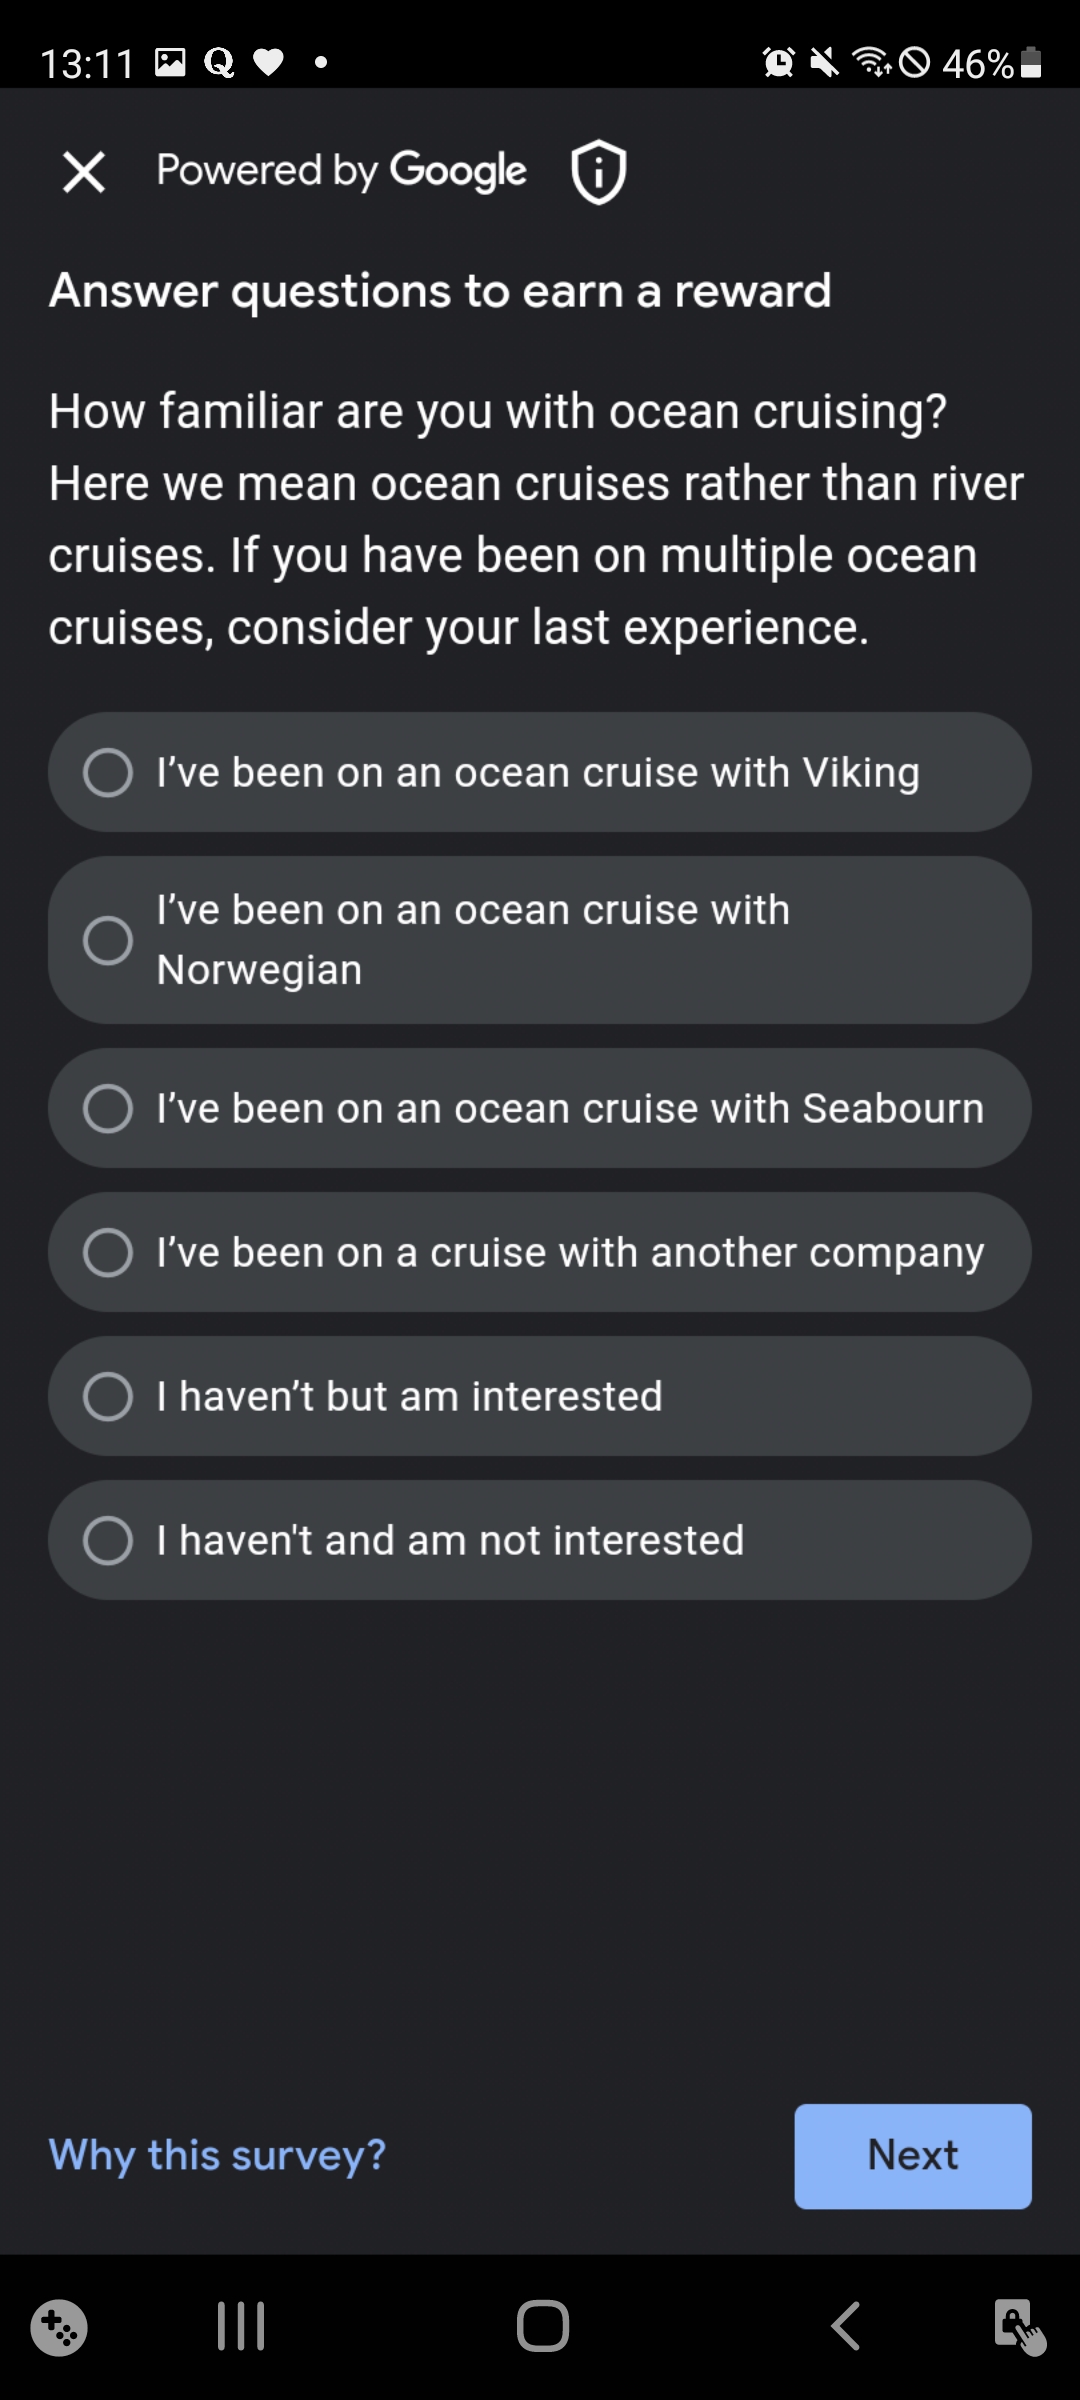 13:11
46%
Powered by Google
Answer questions to earn a reward
How familiar are you with ocean cruising?
Here we mean ocean cruises rather than river
cruises. If you have been on multiple ocean
cruises, consider your last experience.
I’ve been on an ocean cruise with Viking
I’ve been on an ocean cruise with
Norwegian
I’ve been on an ocean cruise with Seabourn
I’ve been on a cruise with another company
I haven’t but am interested
I haven't and am not interested
Why this survey?
Next